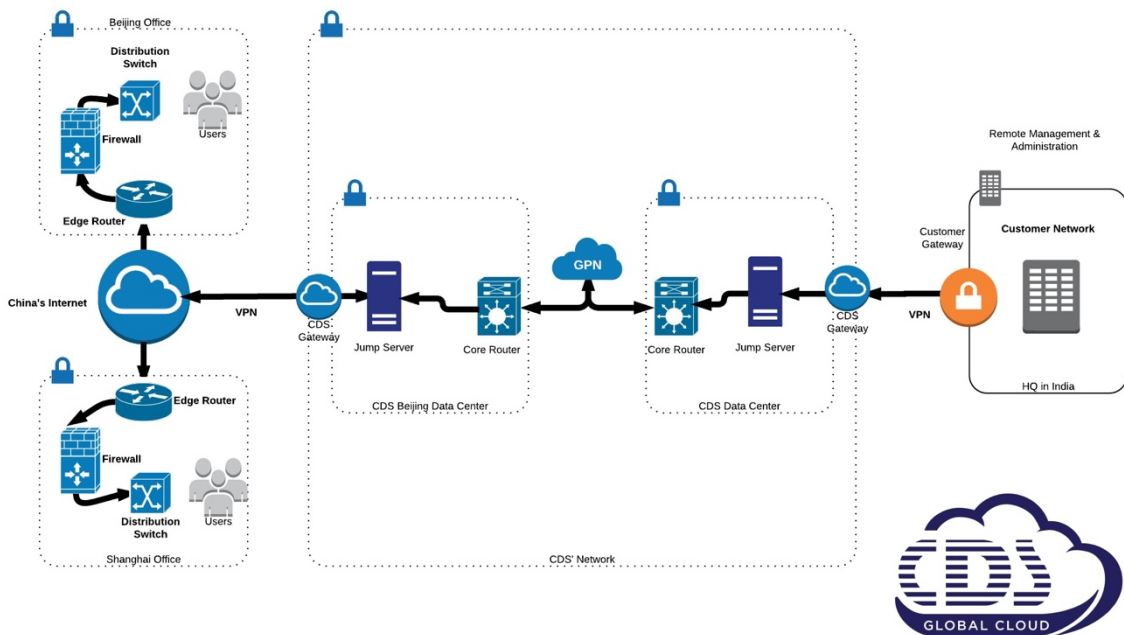 Beijing Office
Distribution
Switch
Users
Firewall
Edge Router
China's Internet
VPN
CDS
Gateway
Jump Server
Core Router
CDS Beijing Data Center
GPN
Core Router
Jump Server
CDS Data Center
CDS
Gateway
VPN
Customer
Gateway
Remote Management &
Administration
Customer Network
HQ in India
Edge Router
Firewall
Distribution
Switch
Users
Shanghai Office
CDS' Network
CDS
GLOBAL CLOUD